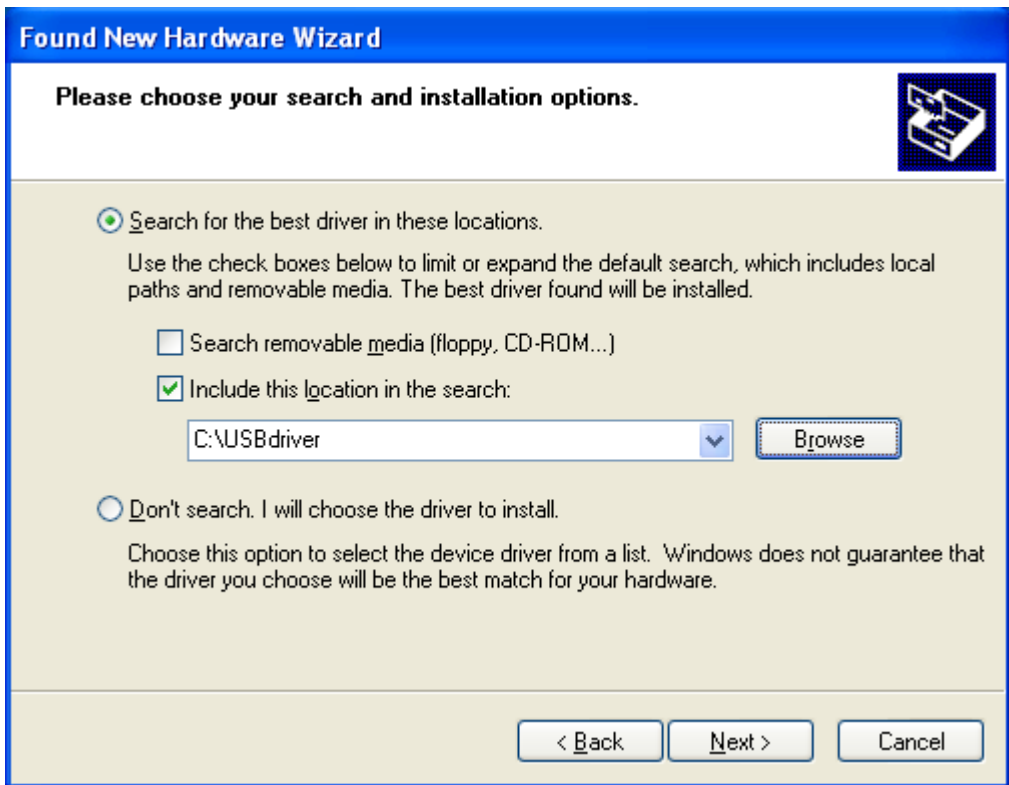 Found New Hardware Wizard
Please choose your search and installation options.
Search for the best driver in these locations.
Use the check boxes below to limit or expand the default search, which includes local
paths and removable media. The best driver found will be installed.
Search removable media (floppy, CD-ROM...)
Include this location in the search:
C:\USBdriver
Browse
Don't search. I will choose the driver to install.
Choose this option to select the device driver from a list.  Windows does not guarantee that
the driver you choose will be the best match for your hardware.
< Back
Next >
Cancel